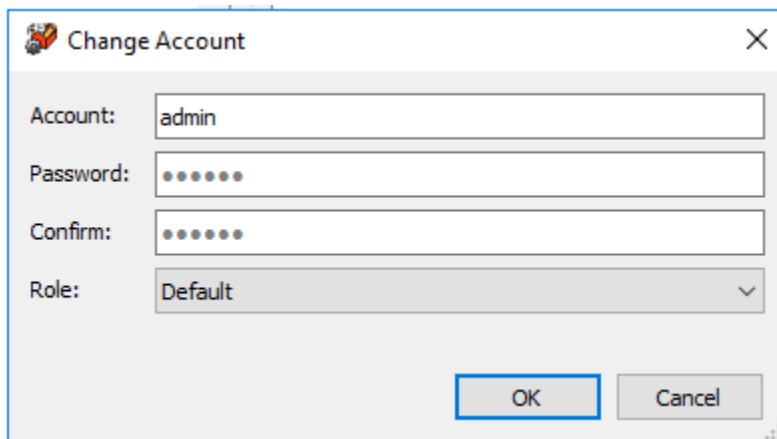 Change Account
Account: admin
Password: ●●●●●●
Confirm: ●●●●●●
Role: Default
OK Cancel